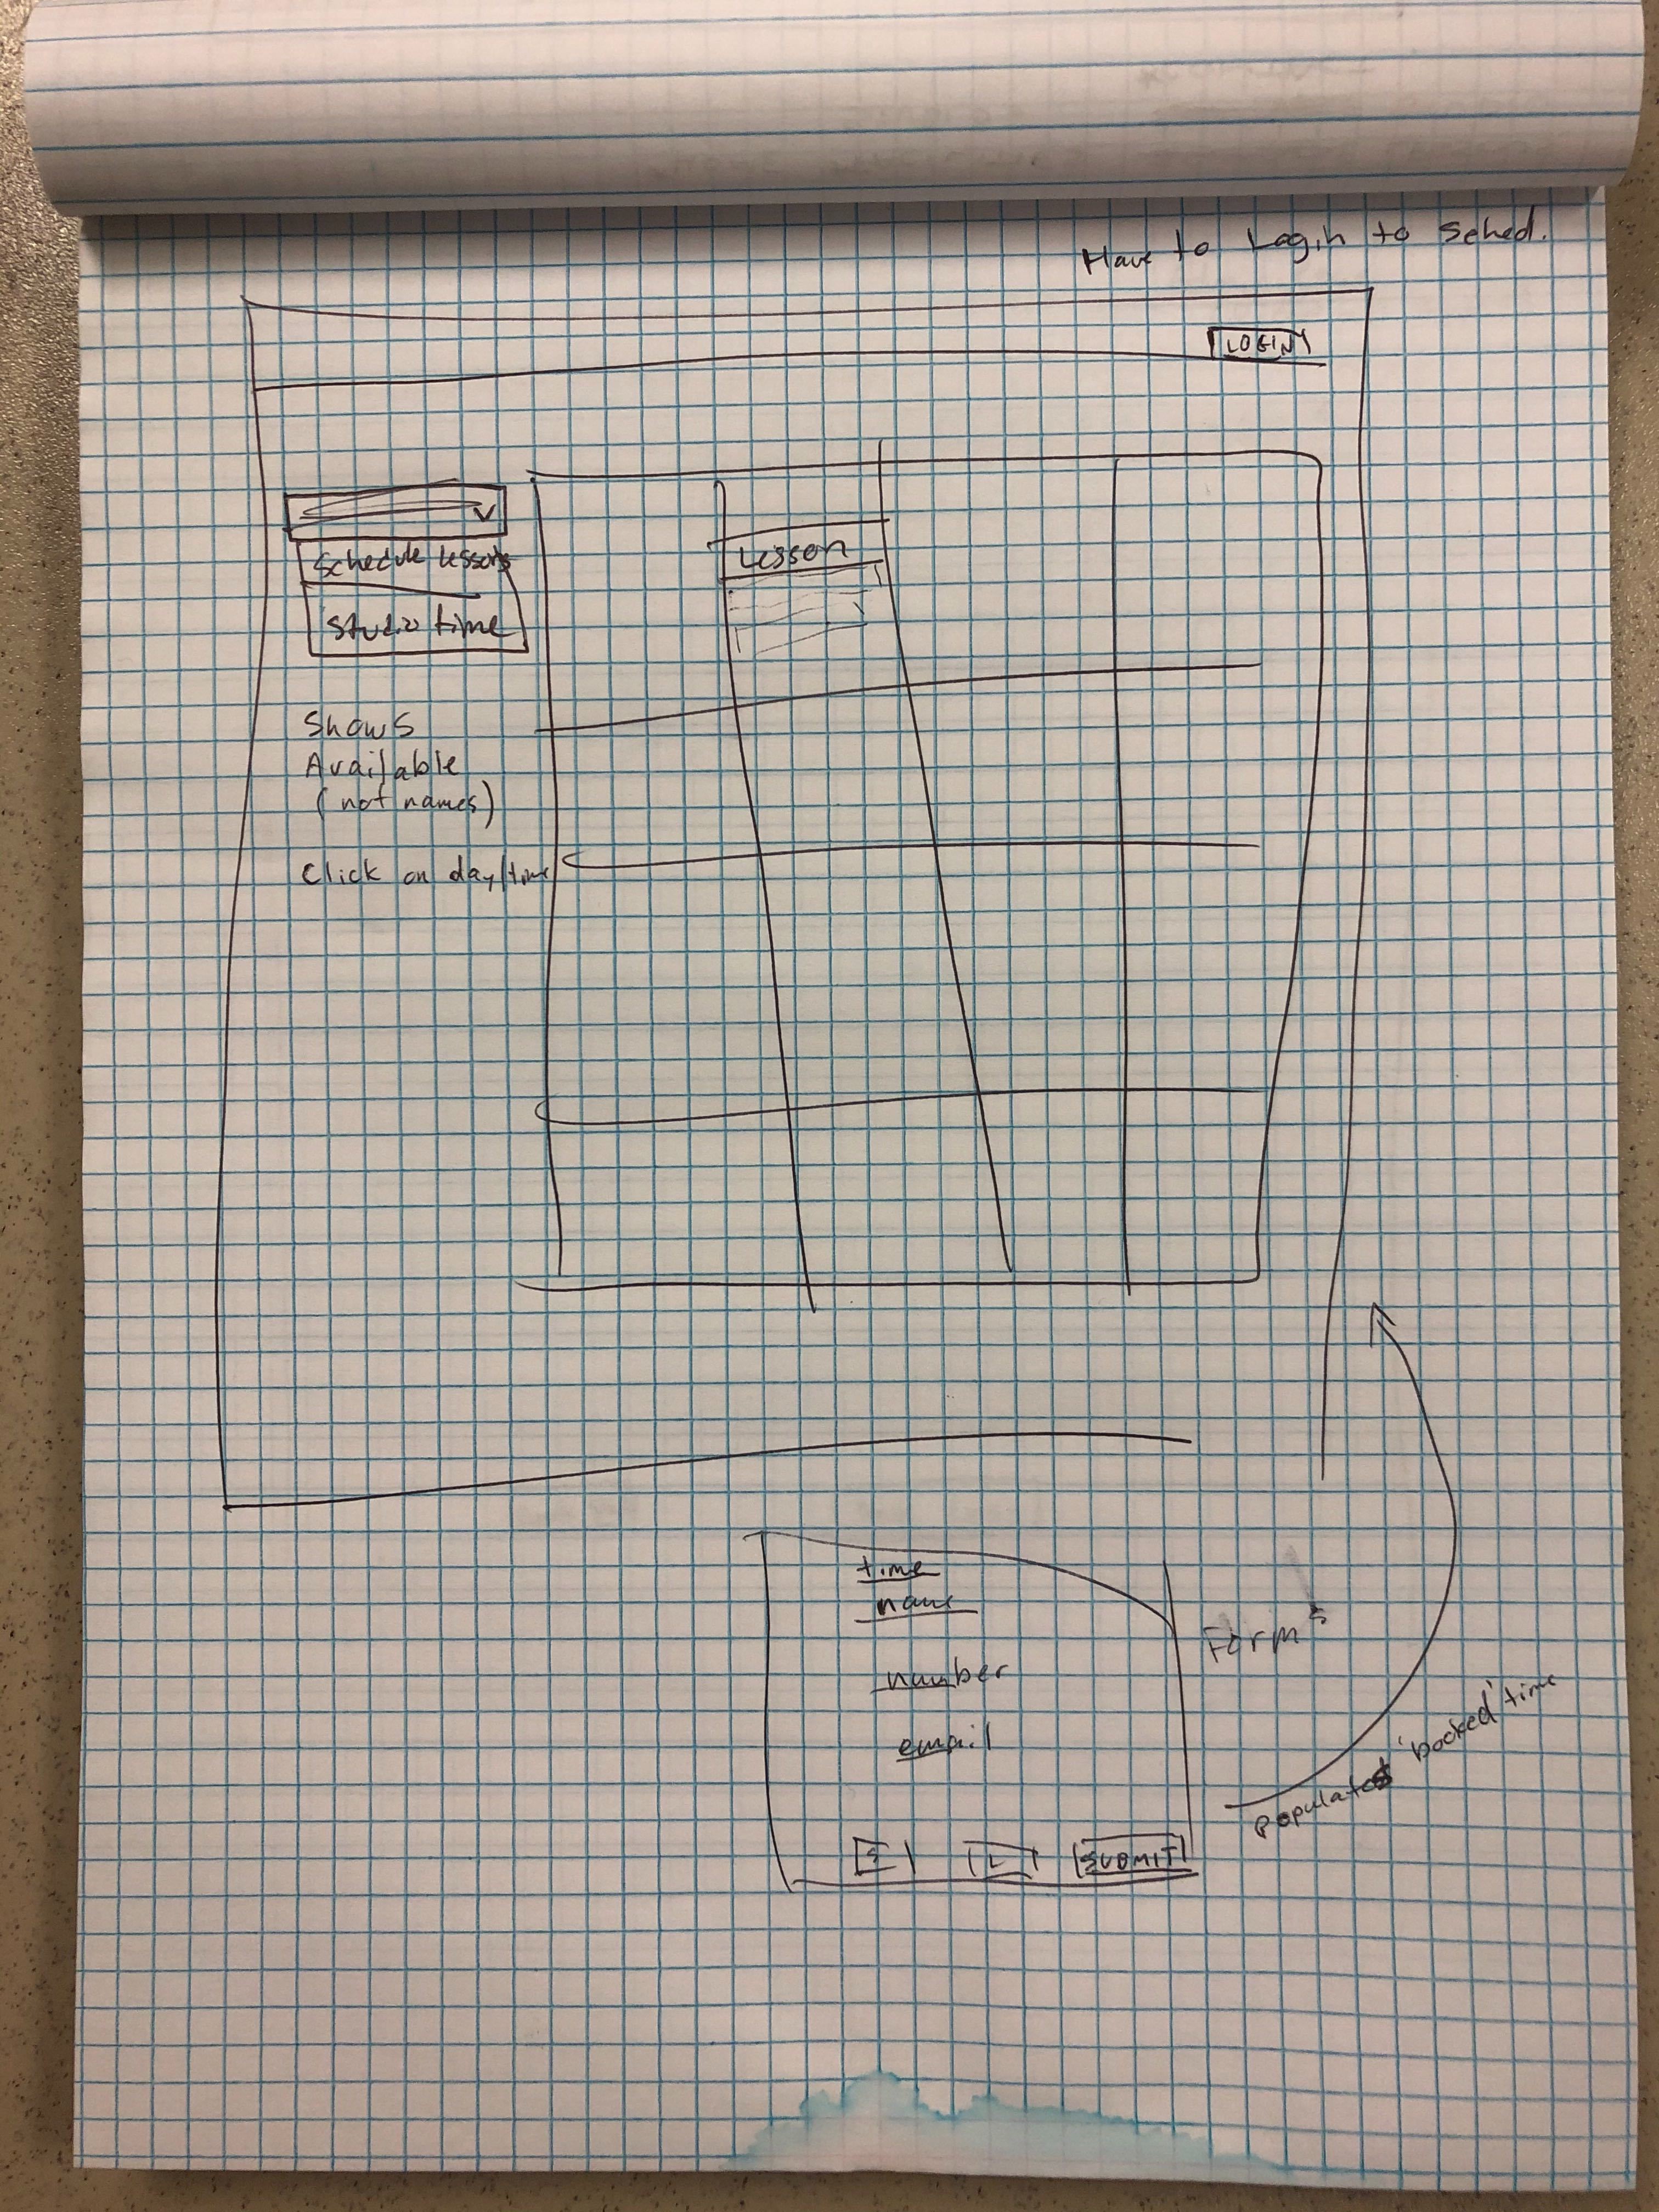 Have to Login to Sched.
LOGIN
Schedule Lessons
Studio time
Lesson
Shows
Available
(not names)
Click on day/time
time
name
number
email
Form
Populates 'booked' time
SUBMIT